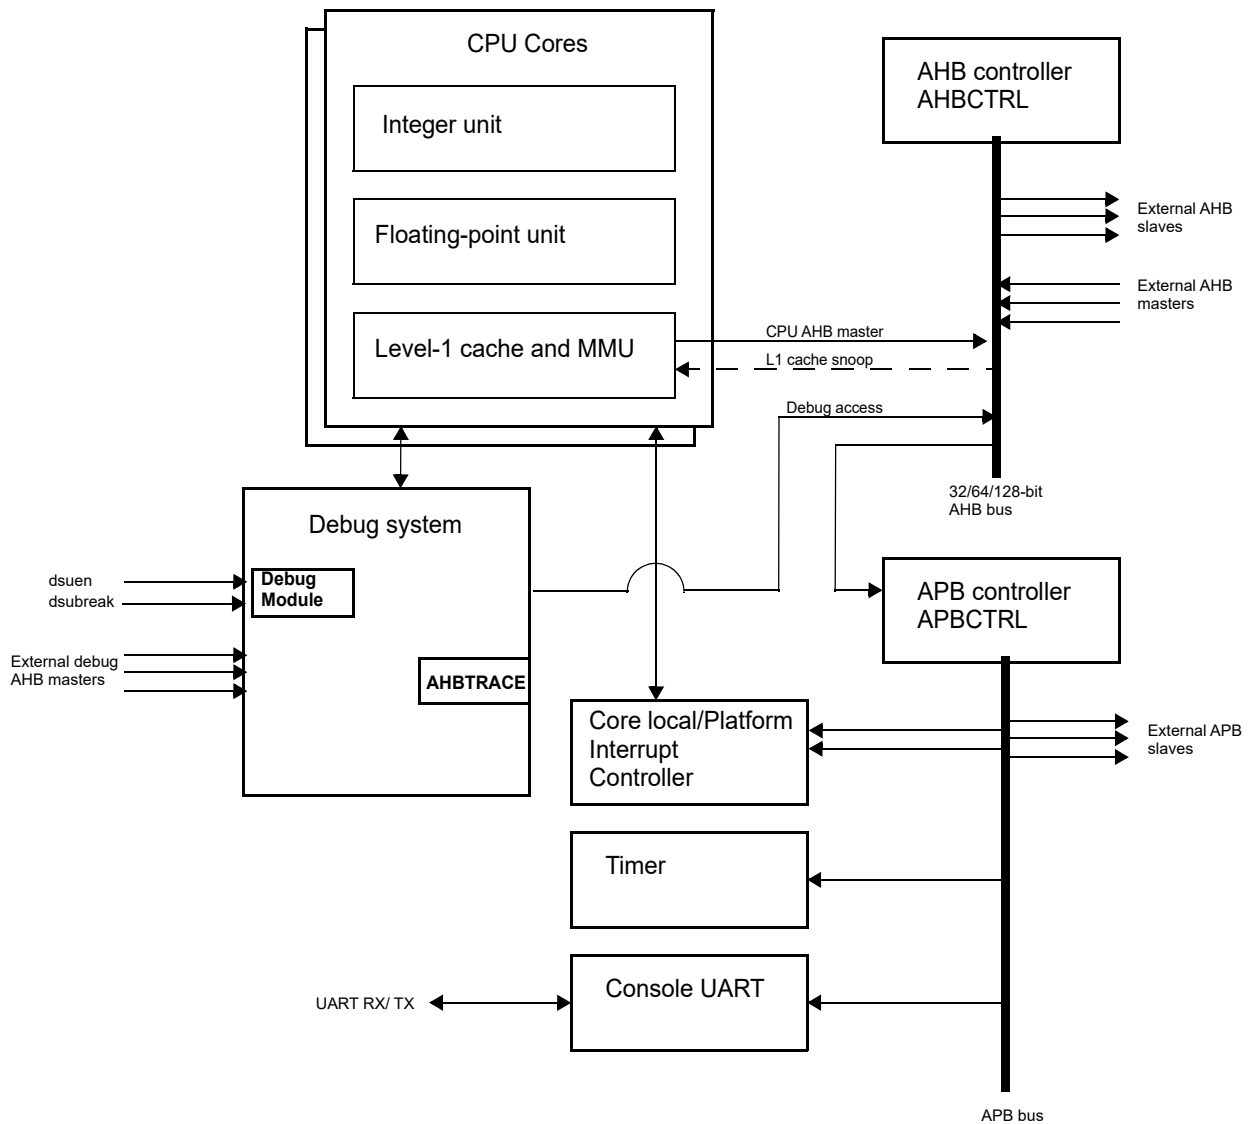 CPU Cores
Integer unit
Floating-point unit
Level-1 cache and MMU
AHB controller
AHBCTRL
External AHB
slaves
External AHB
masters
CPU AHB master
L1 cache snoop
Debug access
32/64/128-bit
AHB bus
Debug system
dsuen
dsubreak
Debug
Module
External debug
AHB masters
AHBTRACE
APB controller
APBCTRL
Core local/Platform
Interrupt
Controller
External APB
slaves
Timer
Console UART
UART RX/ TX
APB bus